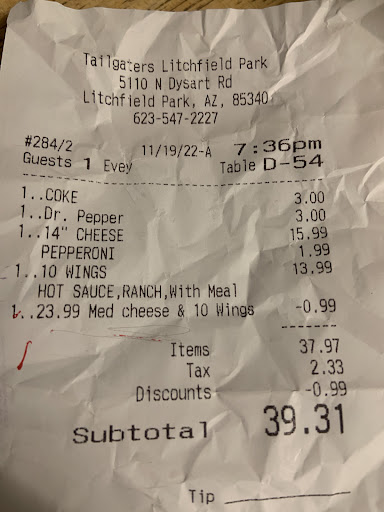 Tailgaters Litchfield Park
5110 N Dysart Rd
Litchfield Park, AZ, 85340
623-547-2227
#284/2 11/19/22-A 7:36pm
Guests 1 Evey Table D-54
1..COKE 3.00
1..Dr. Pepper 3.00
1..14" CHEESE 15.99
PEPPERONI 1.99
1..10 WINGS 13.99
HOT SAUCE,RANCH,With Meal
1..23.99 Med cheese & 10 Wings -0.99
Items 37.97
Tax 2.33
Discounts -0.99
Subtotal 39.31
Tip